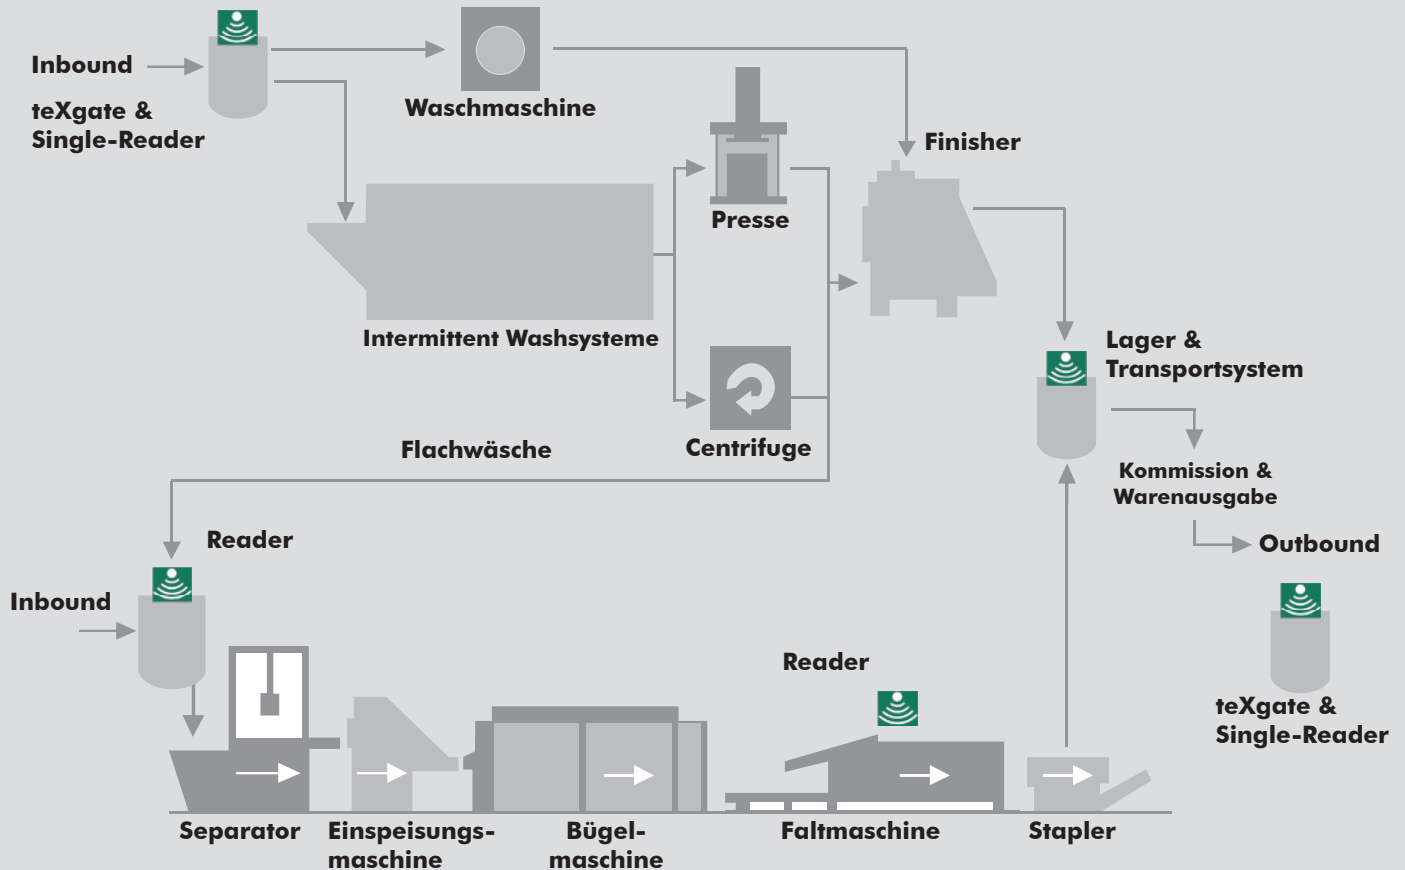 Inbound
teXgate &
Single-Reader
Waschmaschine
Finisher
Presse
Intermittent Washsysteme
Lager &
Transportsystem
Flachwäsche
Centrifuge
Kommission &
Warenausgabe
Reader
Outbound
Inbound
Reader
teXgate &
Single-Reader
Separator
Einspeisungs-
maschine
Bügel-
maschine
Faltmaschine
Stapler